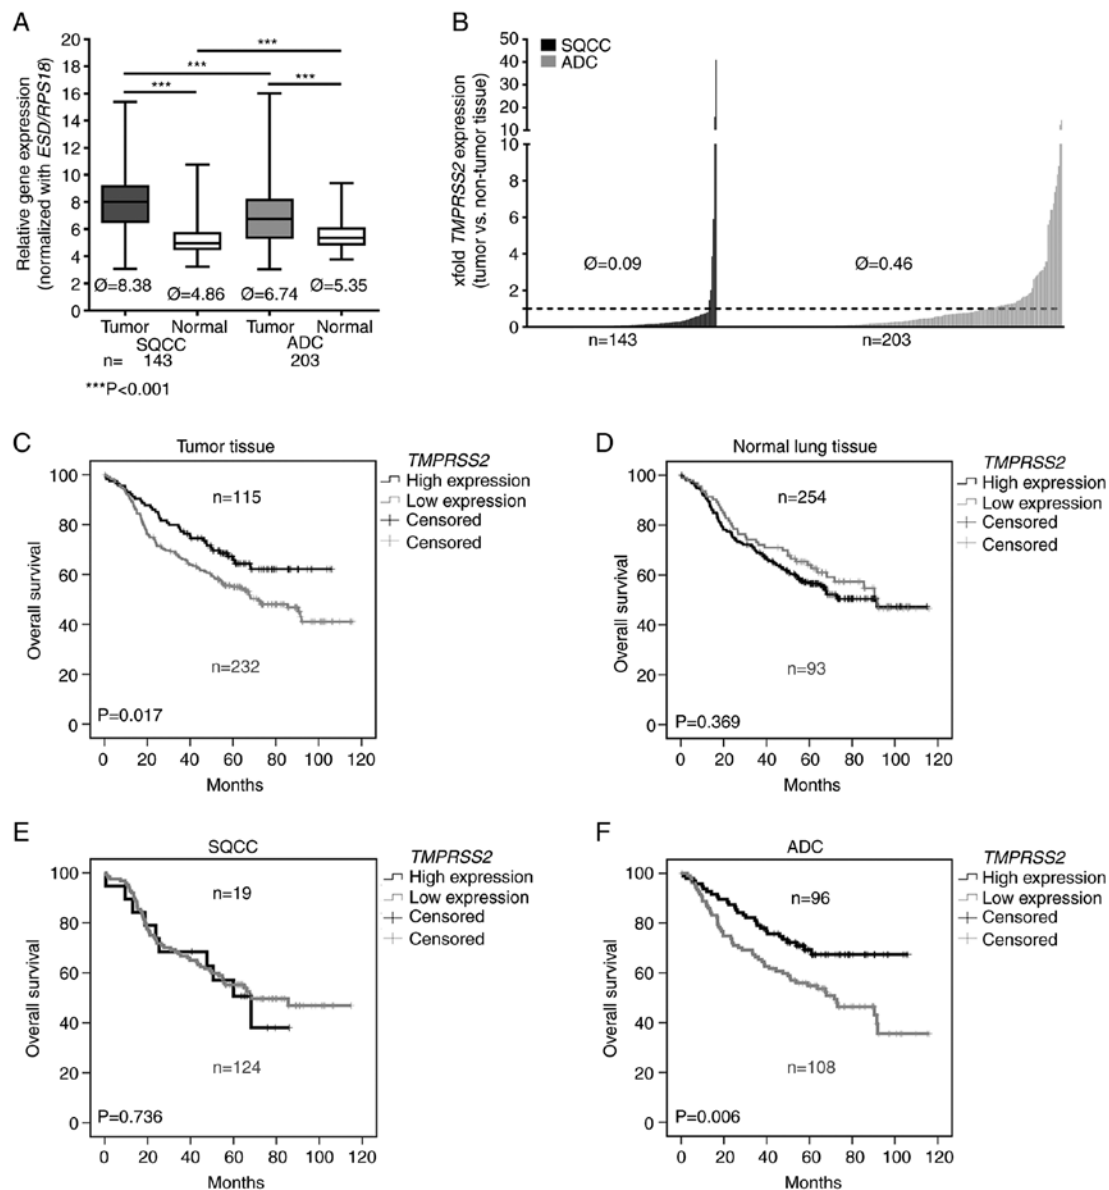 A
Relative gene expression
(normalized with ESD/RPS18)
20
18
16
14
12
10
8
6
4
2
0
***
***
***
***
Ø=8.38
Ø=4.86
Ø=6.74
Ø=5.35
Tumor Normal Tumor Normal
SQCC ADC
n= 143 203
***P<0.001
B
xfold TMPRSS2 expression
(tumor vs. non-tumor tissue)
50
40
30
20
10
10
8
6
4
2
0
SQCC
ADC
Ø=0.09
Ø=0.46
n=143
n=203
C
Tumor tissue
Overall survival
100
80
60
40
20
0
n=115
n=232
P=0.017
0 20 40 60 80 100 120
Months
TMPRSS2
High expression
Low expression
Censored
Censored
D
Normal lung tissue
Overall survival
100
80
60
40
20
0
n=254
n=93
P=0.369
0 20 40 60 80 100 120
Months
TMPRSS2
High expression
Low expression
Censored
Censored
E
SQCC
Overall survival
100
80
60
40
20
0
n=19
n=124
P=0.736
0 20 40 60 80 100 120
Months
TMPRSS2
High expression
Low expression
Censored
Censored
F
ADC
Overall survival
100
80
60
40
20
0
n=96
n=108
P=0.006
0 20 40 60 80 100 120
Months
TMPRSS2
High expression
Low expression
Censored
Censored